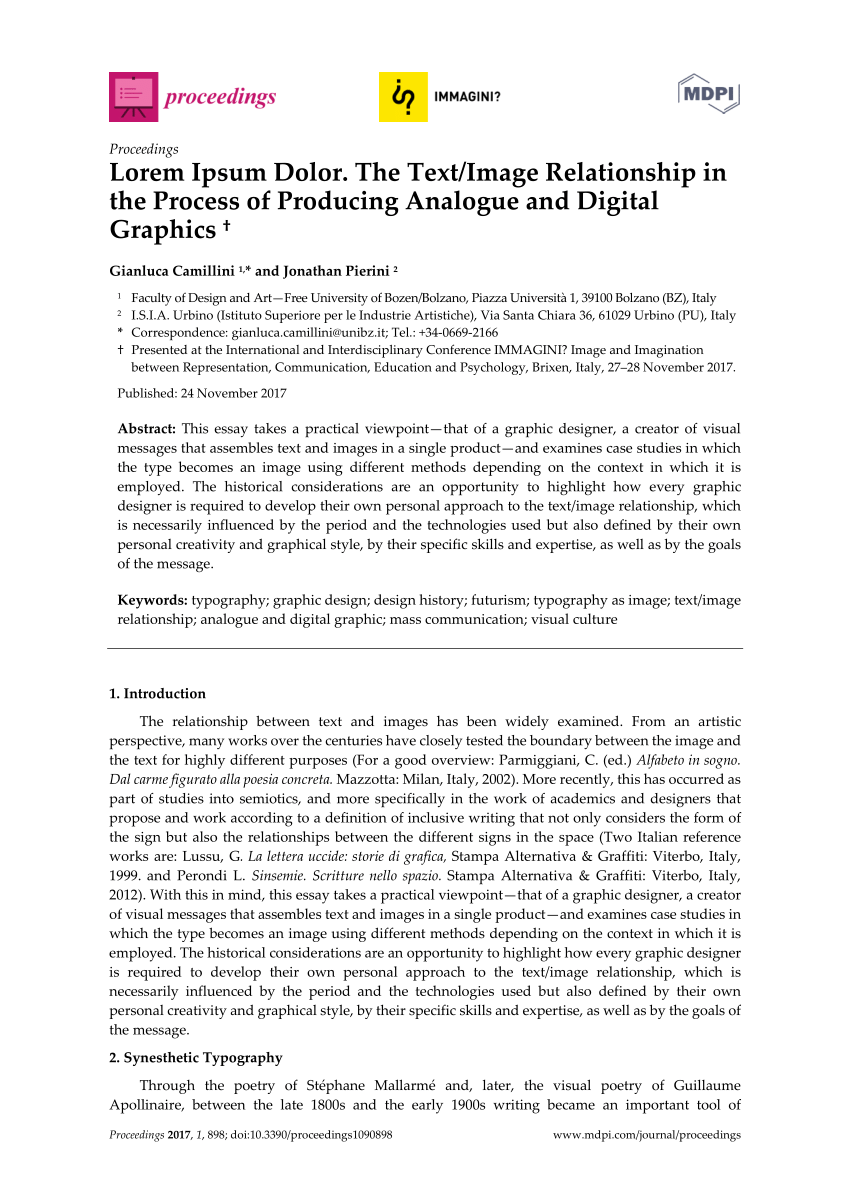 proceedings
¿S? IMMAGINI?
MDPI
Proceedings
Lorem Ipsum Dolor. The Text/Image Relationship in
the Process of Producing Analogue and Digital
Graphics †
Gianluca Camillini 1,* and Jonathan Pierini 2
1 Faculty of Design and Art—Free University of Bozen/Bolzano, Piazza Università 1, 39100 Bolzano (BZ), Italy
2 I.S.I.A. Urbino (Istituto Superiore per le Industrie Artistiche), Via Santa Chiara 36, 61029 Urbino (PU), Italy
* Correspondence: gianluca.camillini@unibz.it; Tel.: +34-0669-2166
† Presented at the International and Interdisciplinary Conference IMMAGINI? Image and Imagination
between Representation, Communication, Education and Psychology, Brixen, Italy, 27–28 November 2017.
Published: 24 November 2017
Abstract: This essay takes a practical viewpoint—that of a graphic designer, a creator of visual
messages that assembles text and images in a single product—and examines case studies in which
the type becomes an image using different methods depending on the context in which it is
employed. The historical considerations are an opportunity to highlight how every graphic
designer is required to develop their own personal approach to the text/image relationship, which
is necessarily influenced by the period and the technologies used but also defined by their own
personal creativity and graphical style, by their specific skills and expertise, as well as by the goals
of the message.
Keywords: typography; graphic design; design history; futurism; typography as image; text/image
relationship; analogue and digital graphic; mass communication; visual culture
1. Introduction
The relationship between text and images has been widely examined. From an artistic
perspective, many works over the centuries have closely tested the boundary between the image and
the text for highly different purposes (For a good overview: Parmiggiani, C. (ed.) Alfabeto in sogno.
Dal carme figurato alla poesia concreta. Mazzotta: Milan, Italy, 2002). More recently, this has occurred as
part of studies into semiotics, and more specifically in the work of academics and designers that
propose and work according to a definition of inclusive writing that not only considers the form of
the sign but also the relationships between the different signs in the space (Two Italian reference
works are: Lussu, G. La lettera uccide: storie di grafica, Stampa Alternativa & Graffiti: Viterbo, Italy,
1999. and Perondi L. Sinsemie. Scritture nello spazio. Stampa Alternativa & Graffiti: Viterbo, Italy,
2012). With this in mind, this essay takes a practical viewpoint—that of a graphic designer, a creator
of visual messages that assembles text and images in a single product—and examines case studies in
which the type becomes an image using different methods depending on the context in which it is
employed. The historical considerations are an opportunity to highlight how every graphic designer
is required to develop their own personal approach to the text/image relationship, which is
necessarily influenced by the period and the technologies used but also defined by their own
personal creativity and graphical style, by their specific skills and expertise, as well as by the goals of
the message.
2. Synesthetic Typography
Through the poetry of Stéphane Mallarmé and, later, the visual poetry of Guillaume
Apollinaire, between the late 1800s and the early 1900s writing became an important tool of
Proceedings 2017, 1, 898; doi:10.3390/proceedings1090898 www.mdpi.com/journal/proceedings